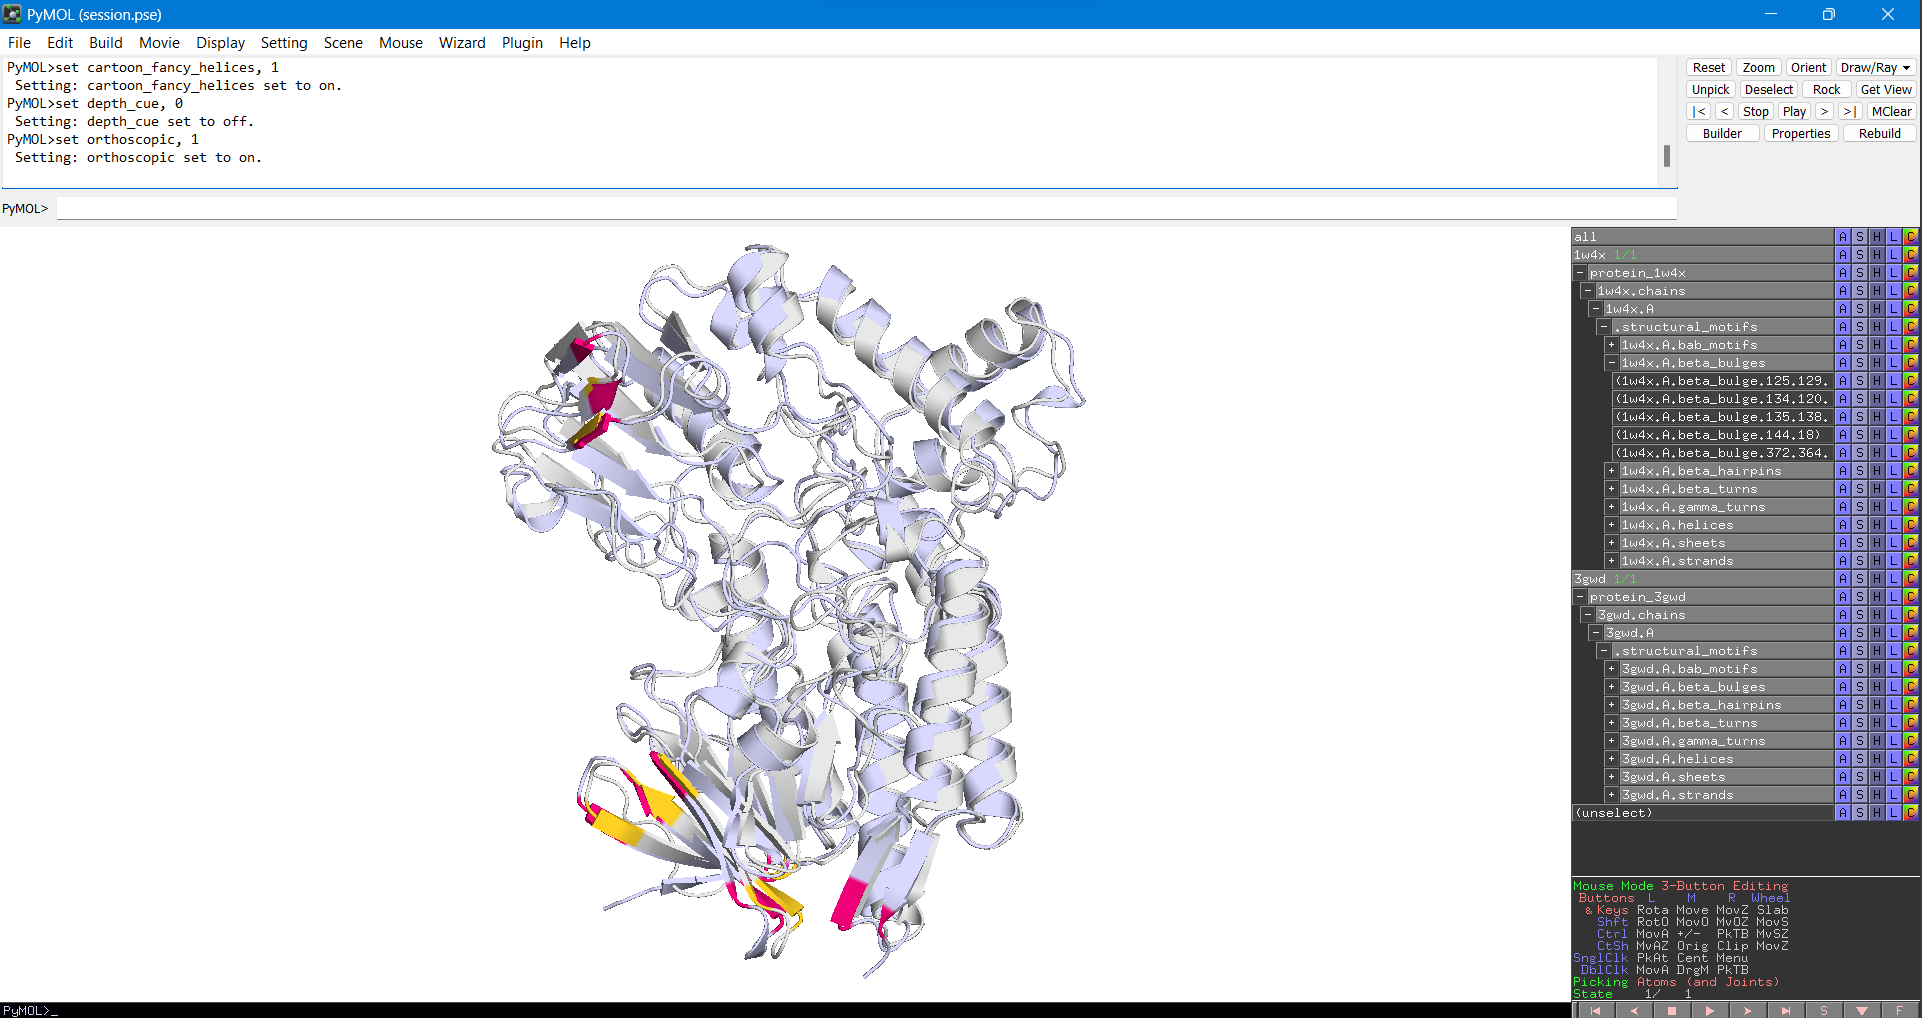 PyMOL (session.pse)
File Edit Build Movie Display Setting Scene Mouse Wizard Plugin Help
PyMOL>set cartoon_fancy_helices, 1
Setting: cartoon_fancy_helices set to on.
PyMOL>set depth_cue, 0
Setting: depth_cue set to off.
PyMOL>set orthoscopic, 1
Setting: orthoscopic set to on.
PyMOL>
Reset Zoom Orient Draw/Ray
Unpick Deselect Rock Get View
|< < Stop Play > >| MClear
Builder Properties Rebuild
all A S H L C
1w4x 1/1 A S H L C
- protein_1w4x A S H L C
- 1w4x.chains A S H L C
- 1w4x.A A S H L C
- .structural_motifs A S H L C
+ 1w4x.A.bab_motifs A S H L C
- 1w4x.A.beta_bulges A S H L C
(1w4x.A.beta_bulge.125.129. A S H L C
(1w4x.A.beta_bulge.134.120. A S H L C
(1w4x.A.beta_bulge.135.138. A S H L C
(1w4x.A.beta_bulge.144.18) A S H L C
(1w4x.A.beta_bulge.372.364. A S H L C
+ 1w4x.A.beta_hairpins A S H L C
+ 1w4x.A.beta_turns A S H L C
+ 1w4x.A.gamma_turns A S H L C
+ 1w4x.A.helices A S H L C
+ 1w4x.A.sheets A S H L C
+ 1w4x.A.strands A S H L C
3gwd 1/1 A S H L C
- protein_3gwd A S H L C
- 3gwd.chains A S H L C
- 3gwd.A A S H L C
- .structural_motifs A S H L C
+ 3gwd.A.bab_motifs A S H L C
+ 3gwd.A.beta_bulges A S H L C
+ 3gwd.A.beta_hairpins A S H L C
+ 3gwd.A.beta_turns A S H L C
+ 3gwd.A.gamma_turns A S H L C
+ 3gwd.A.helices A S H L C
+ 3gwd.A.sheets A S H L C
+ 3gwd.A.strands A S H L C
(unselect) A S H L C
Mouse Mode 3-Button Editing
Buttons L M R Wheel
& Keys Rota Move MovZ Slab
Shft RotO MovO MvOZ MovS
Ctrl MovA +/- PkTB MvSZ
CtSh MvAZ Orig Clip MovZ
SnglClk PkAt Cent Menu
DblClk MovA DrgM PkTB
Picking Atoms (and Joints)
State 1/ 1
PyMOL>_
S F